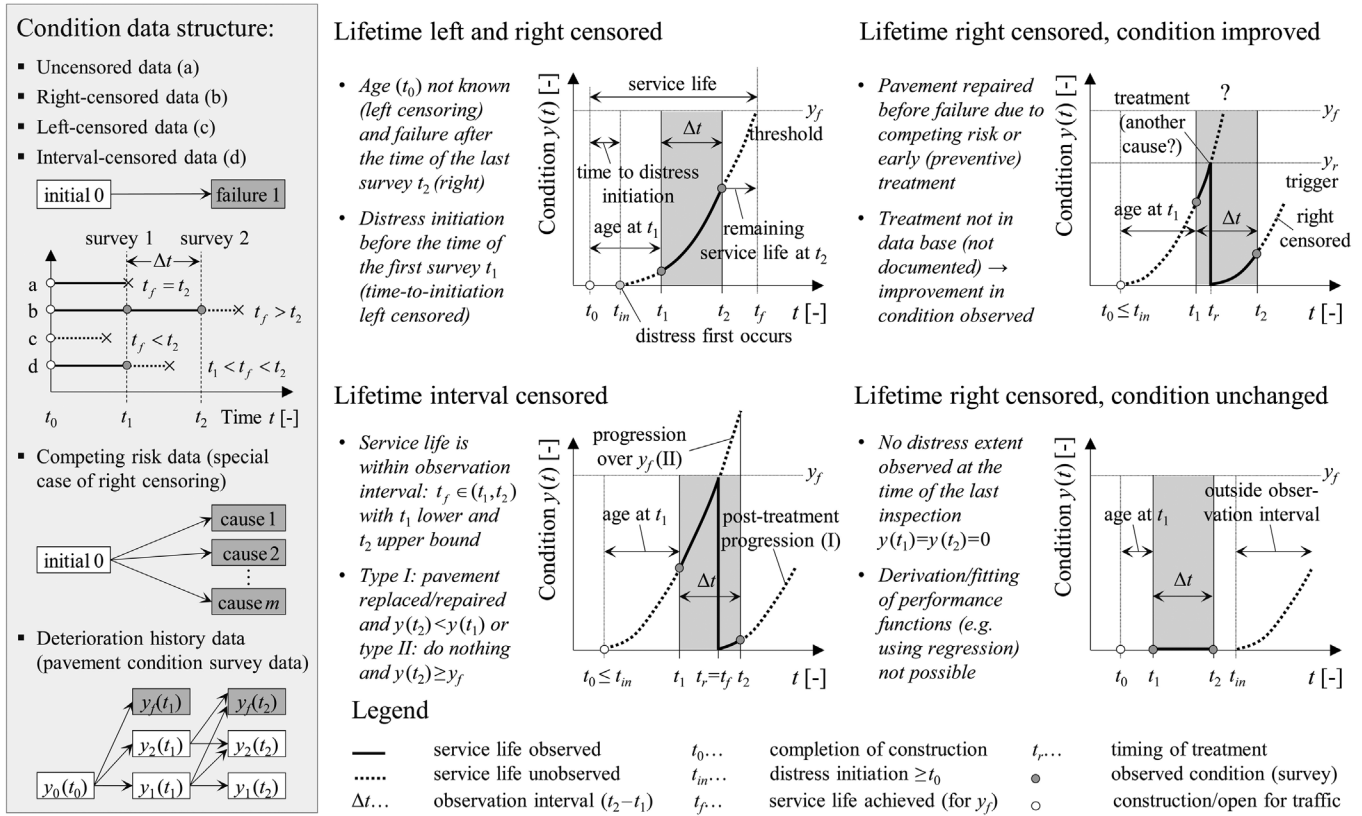 Condition data structure:
▪ Uncensored data (a)
▪ Right-censored data (b)
▪ Left-censored data (c)
▪ Interval-censored data (d)
initial 0
failure 1
survey 1
survey 2
Δt
a
t_f = t_2
b
t_f > t_2
c
t_f < t_2
d
t_1 < t_f < t_2
t_0
t_1
t_2
Time t [-]
▪ Competing risk data (special
case of right censoring)
cause 1
initial 0
cause 2
⋮
cause m
▪ Deterioration history data
(pavement condition survey data)
y_f(t_1)
y_f(t_2)
y_2(t_1)
y_2(t_2)
y_0(t_0)
y_1(t_1)
y_1(t_2)
Lifetime left and right censored
• Age (t_0) not known
(left censoring)
and failure after
the time of the last
survey t_2 (right)
• Distress initiation
before the time of
the first survey t_1
(time-to-initiation
left censored)
Condition y(t) [-]
service life
y_f
threshold
Δt
time to distress
initiation
age at t_1
remaining
service life at t_2
t_0
t_in
t_1
t_2
t_f
t [-]
distress first occurs
Lifetime right censored, condition improved
• Pavement repaired
before failure due to
competing risk or
early (preventive)
treatment
• Treatment not in
data base (not
documented) →
improvement in
condition observed
Condition y(t) [-]
treatment
(another
cause?)
?
y_f
y_r
trigger
age at t_1
Δt
right
censored
t_0 ≤ t_in
t_1
t_r
t_2
t [-]
Lifetime interval censored
• Service life is
within observation
interval: t_f ∈ (t_1, t_2)
with t_1 lower and
t_2 upper bound
• Type I: pavement
replaced/repaired
and y(t_2)<y(t_1) or
type II: do nothing
and y(t_2)≥y_f
Condition y(t) [-]
progression
over y_f (II)
y_f
age at t_1
post-treatment
progression (I)
Δt
t_0 ≤ t_in
t_1
t_r=t_f
t_2
t [-]
Lifetime right censored, condition unchanged
• No distress extent
observed at the
time of the last
inspection
y(t_1)=y(t_2)=0
• Derivation/fitting
of performance
functions (e.g.
using regression)
not possible
Condition y(t) [-]
y_f
age at t_1
outside obser-
vation interval
Δt
t_0
t_1
t_2
t_in
t [-]
Legend
service life observed
service life unobserved
Δt… observation interval (t_2−t_1)
t_0… completion of construction
t_in… distress initiation ≥t_0
t_f… service life achieved (for y_f)
t_r… timing of treatment
observed condition (survey)
construction/open for traffic